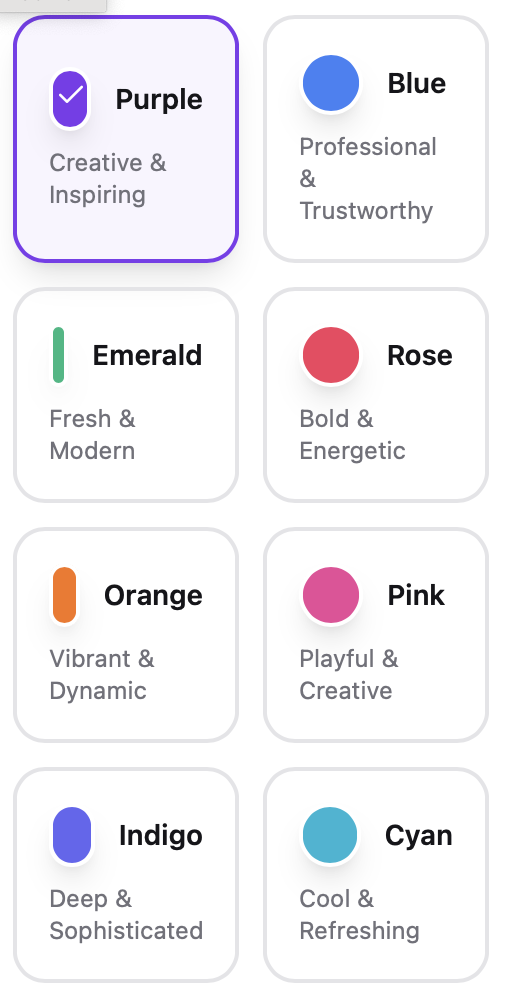 Purple
Creative &
Inspiring
Blue
Professional
&
Trustworthy
Emerald
Fresh &
Modern
Rose
Bold &
Energetic
Orange
Vibrant &
Dynamic
Pink
Playful &
Creative
Indigo
Deep &
Sophisticated
Cyan
Cool &
Refreshing